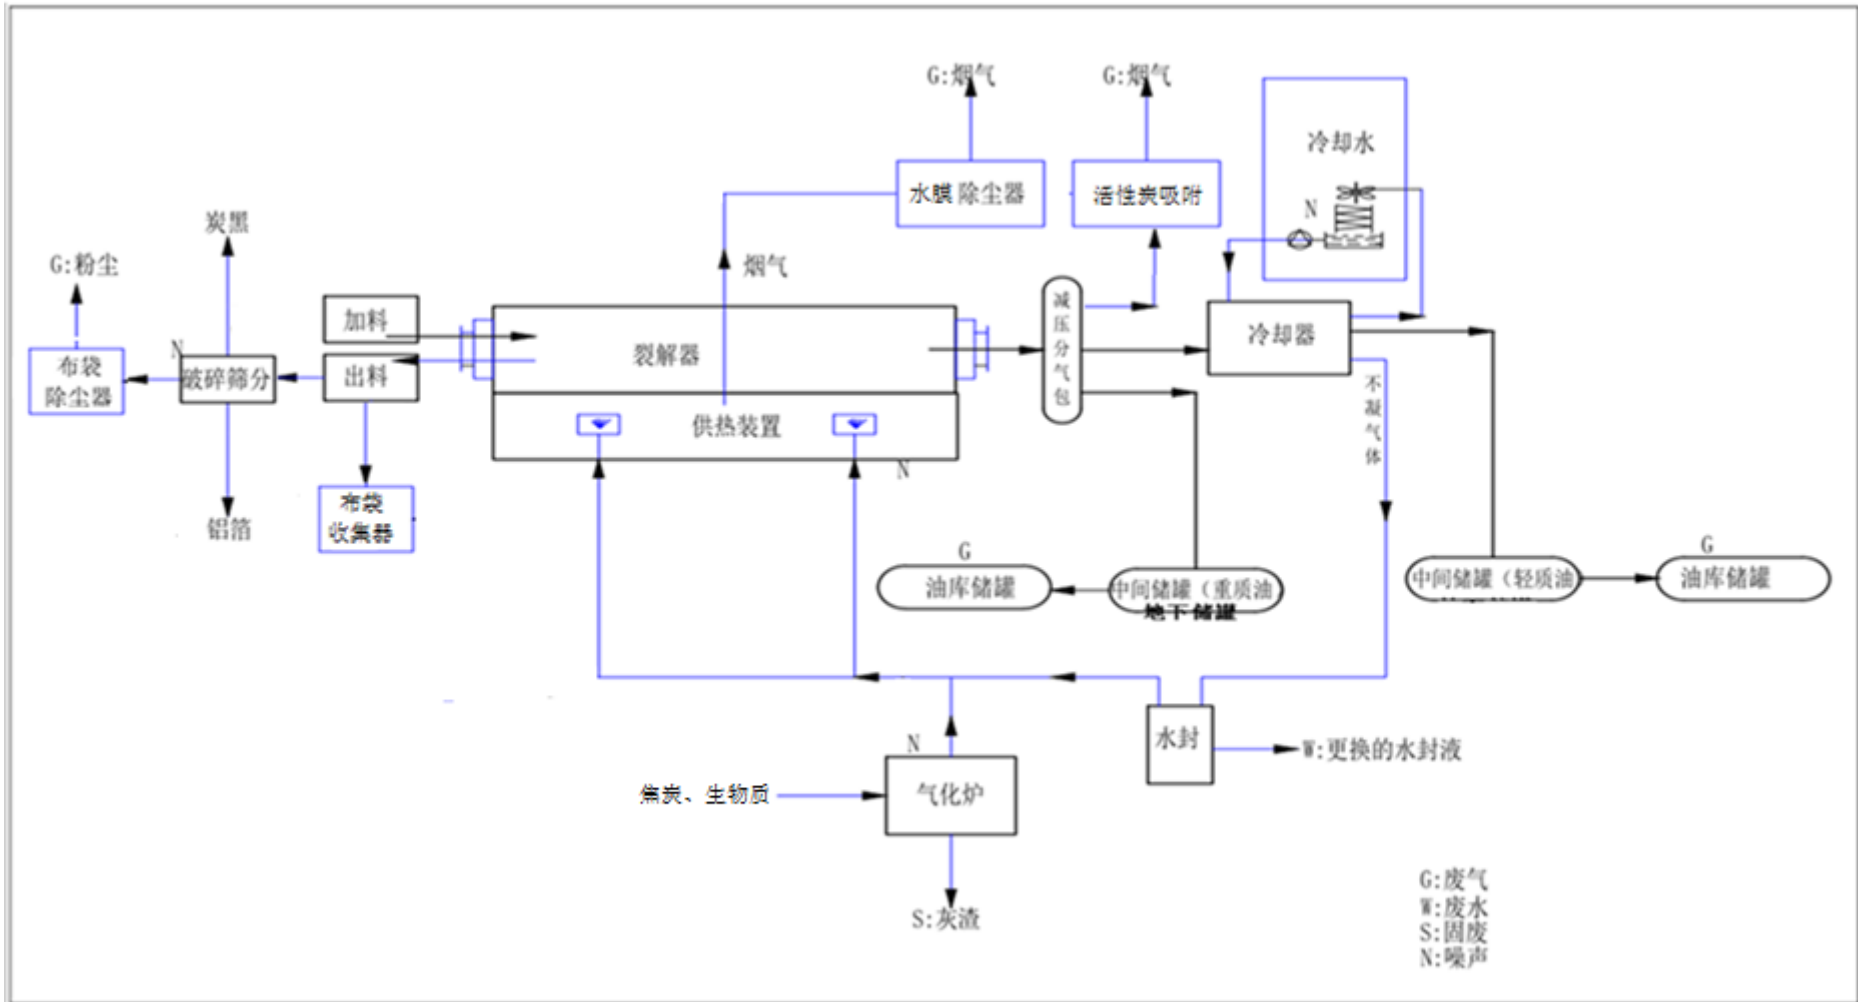 G:烟气
G:烟气
冷却水
水膜 除尘器
活性炭吸附
N
炭黑
G:粉尘
烟气
加料
减压分气包
冷却器
N
裂解器
布袋
除尘器
破碎筛分
出料
不凝气体
供热装置
N
布袋
收集器
铝箔
G
G
油库储罐
中间储罐（重质油）
地下储罐
中间储罐（轻质油
油库储罐
N
水封
W:更换的水封液
焦炭、生物质
气化炉
S:灰渣
G:废气
W:废水
S:固废
N:噪声